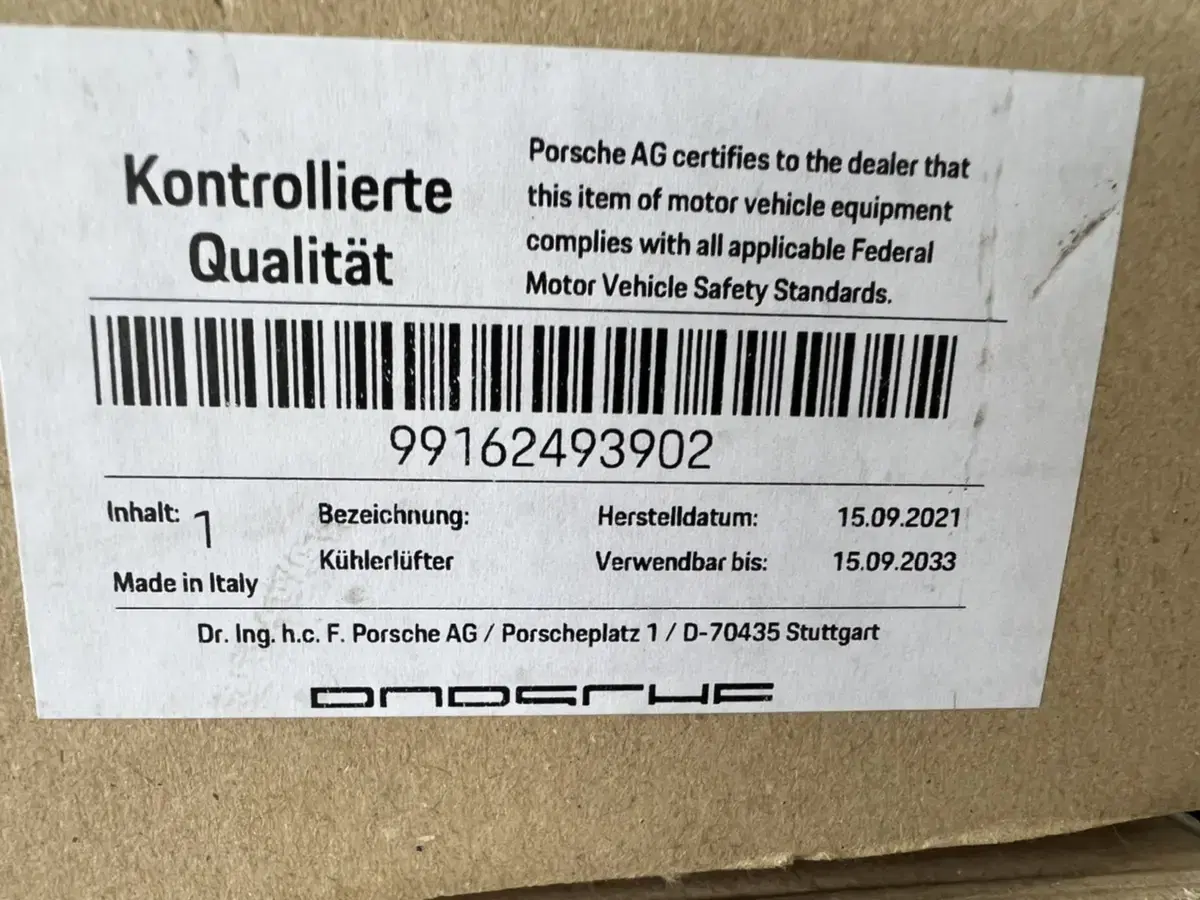 Kontrollierte
Qualität
Porsche AG certifies to the dealer that
this item of motor vehicle equipment
complies with all applicable Federal
Motor Vehicle Safety Standards.
99162493902
Inhalt: 1
Bezeichnung:
Kühlerlüfter
Herstelldatum: 15.09.2021
Verwendbar bis: 15.09.2033
Made in Italy
Dr. Ing. h.c. F. Porsche AG / Porscheplatz 1 / D-70435 Stuttgart